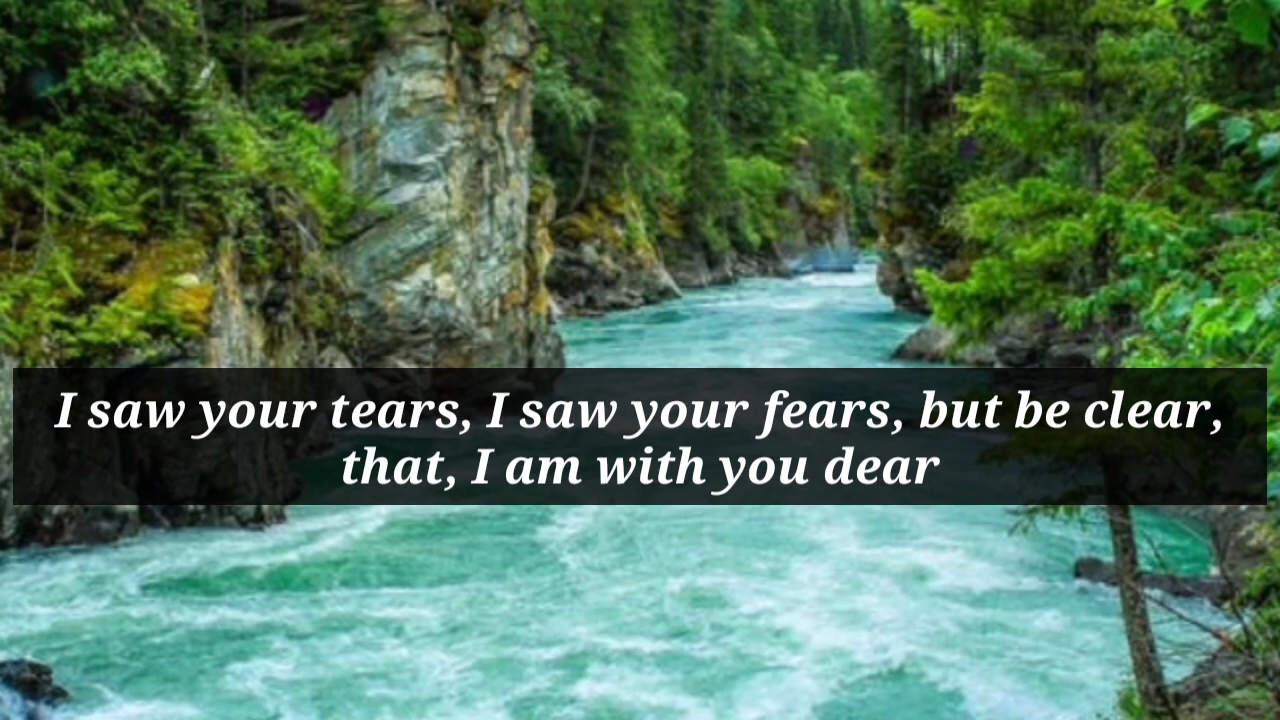 I saw your tears, I saw your fears, but be clear,
that, I am with you dear